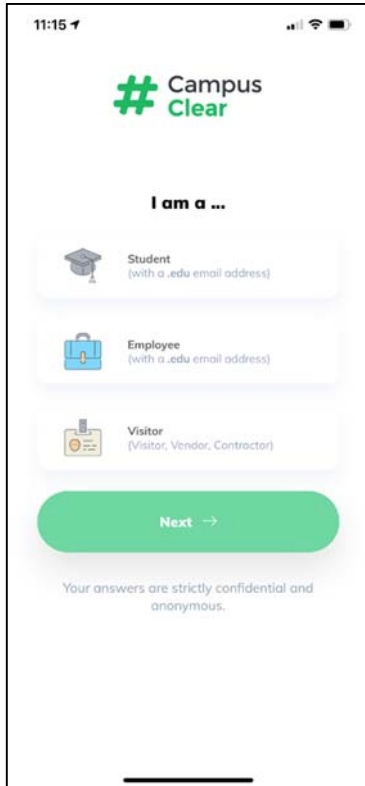 11:15
# Campus
Clear
I am a ...
Student
(with a .edu email address)
Employee
(with a .edu email address)
Visitor
(Visitor, Vendor, Contractor)
Next →
Your answers are strictly confidential and
anonymous.